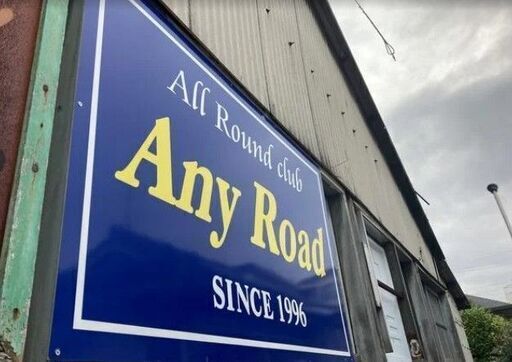 All Round club
Any Road
SINCE 1996